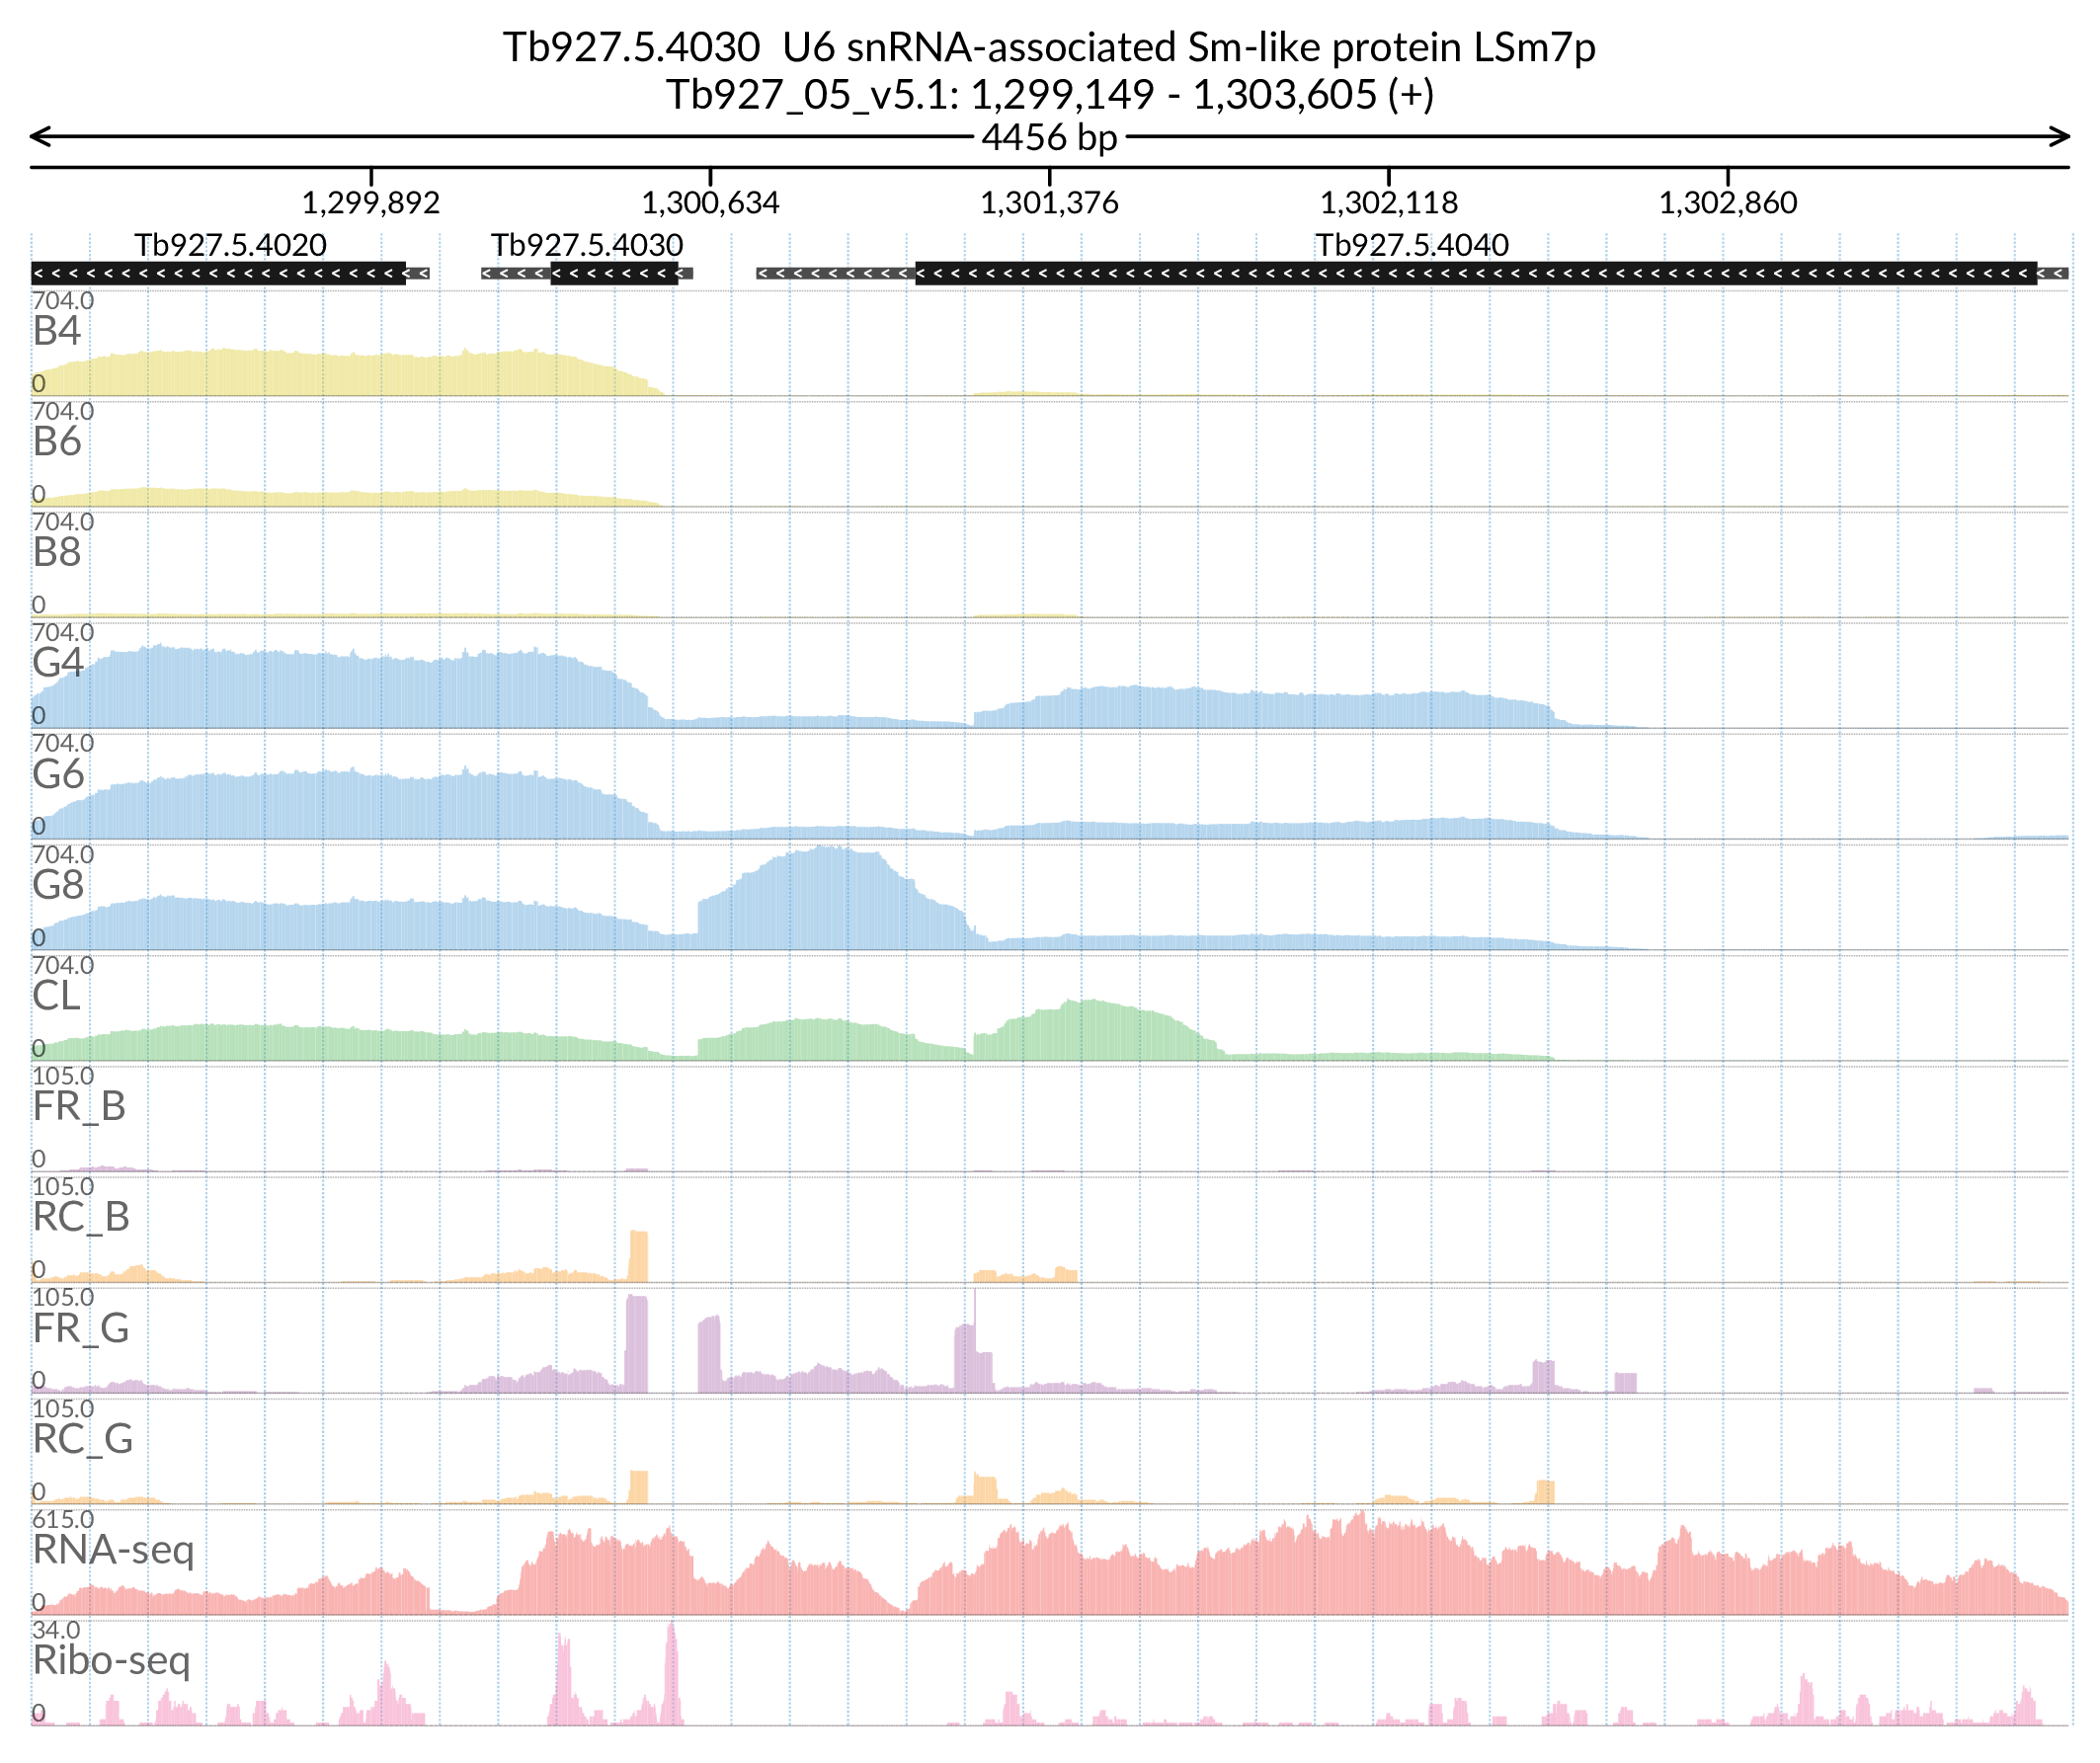 Tb927.5.4030 U6 snRNA-associated Sm-like protein LSm7p
Tb927_05_v5.1: 1,299,149 - 1,303,605 (+)
4456 bp
1,299,892 1,300,634 1,301,376 1,302,118 1,302,860
Tb927.5.4020 Tb927.5.4030 Tb927.5.4040
704.0
B4
0
704.0
B6
0
704.0
B8
0
704.0
G4
0
704.0
G6
0
704.0
G8
0
704.0
CL
0
105.0
FR_B
0
105.0
RC_B
0
105.0
FR_G
0
105.0
RC_G
0
615.0
RNA-seq
0
34.0
Ribo-seq
0